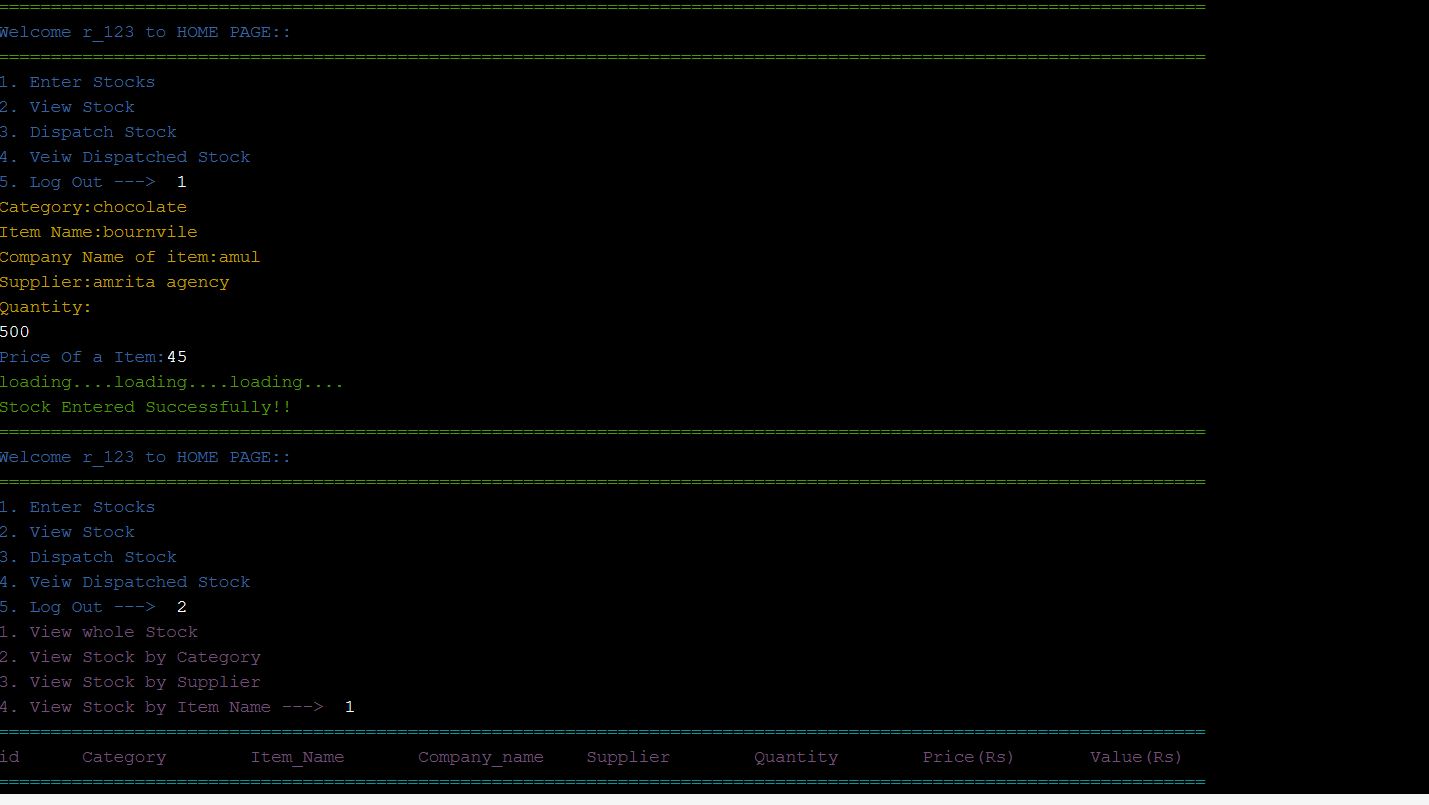 ================================================================================
Welcome r_123 to HOME PAGE::
================================================================================
1. Enter Stocks
2. View Stock
3. Dispatch Stock
4. Veiw Dispatched Stock
5. Log Out --->  1
Category:chocolate
Item Name:bournvile
Company Name of item:amul
Supplier:amrita agency
Quantity:
500
Price Of a Item:45
loading....loading....loading....
Stock Entered Successfully!!
================================================================================
Welcome r_123 to HOME PAGE::
================================================================================
1. Enter Stocks
2. View Stock
3. Dispatch Stock
4. Veiw Dispatched Stock
5. Log Out --->  2
1. View whole Stock
2. View Stock by Category
3. View Stock by Supplier
4. View Stock by Item Name --->  1
================================================================================
id      Category        Item_Name       Company_name    Supplier        Quantity        Price(Rs)       Value(Rs)
================================================================================